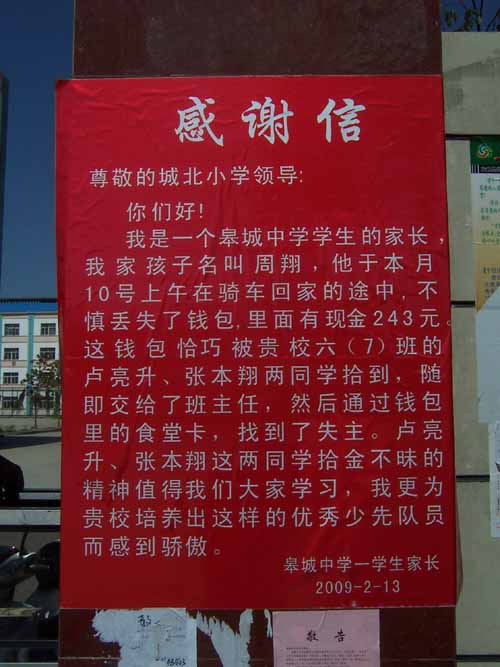 感谢信
尊敬的城北小学领导:
你们好!
我是一个皋城中学学生的家长,
我家孩子名叫周翔,他于本月
10号上午在骑车回家的途中,不
慎丢失了钱包,里面有现金243元。
这钱包恰巧被贵校六(7)班的
卢亮升、张本翔两同学拾到,随
即交给了班主任,然后通过钱包
里的食堂卡,找到了失主。卢亮
升、张本翔这两同学拾金不昧的
精神值得我们大家学习,我更为
贵校培养出这样的优秀少先队员
而感到骄傲。
皋城中学一学生家长
2009-2-13
敬告